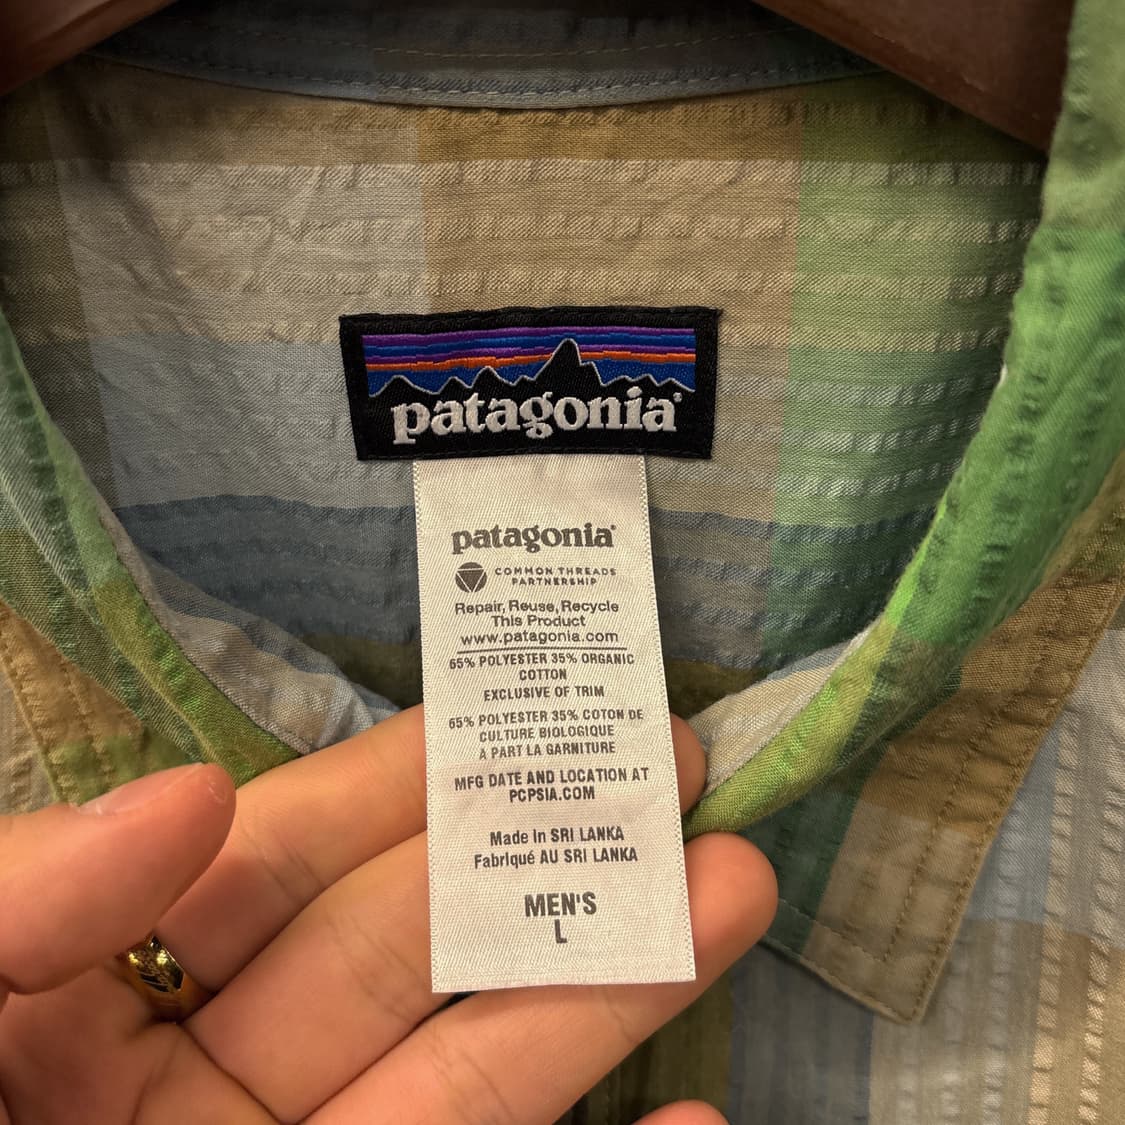 patagonia®
patagonia®
COMMON THREADS
PARTNERSHIP
Repair, Reuse, Recycle
This Product
www.patagonia.com
65% POLYESTER 35% ORGANIC
COTTON
EXCLUSIVE OF TRIM
65% POLYESTER 35% COTON DE
CULTURE BIOLOGIQUE
A PART LA GARNITURE
MFG DATE AND LOCATION AT
PCPSIA.COM
Made In SRI LANKA
Fabriqué AU SRI LANKA
MEN'S
L